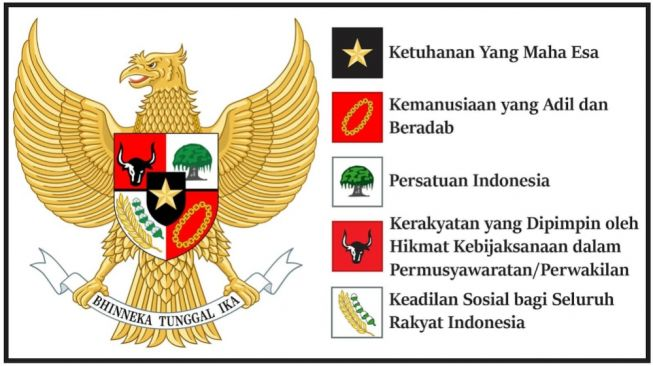 Ketuhanan Yang Maha Esa
Kemanusiaan yang Adil dan
Beradab
Persatuan Indonesia
Kerakyatan yang Dipimpin oleh
Hikmat Kebijaksanaan dalam
Permusyawaratan/Perwakilan
Keadilan Sosial bagi Seluruh
Rakyat Indonesia
BHINNEKA TUNGGAL IKA